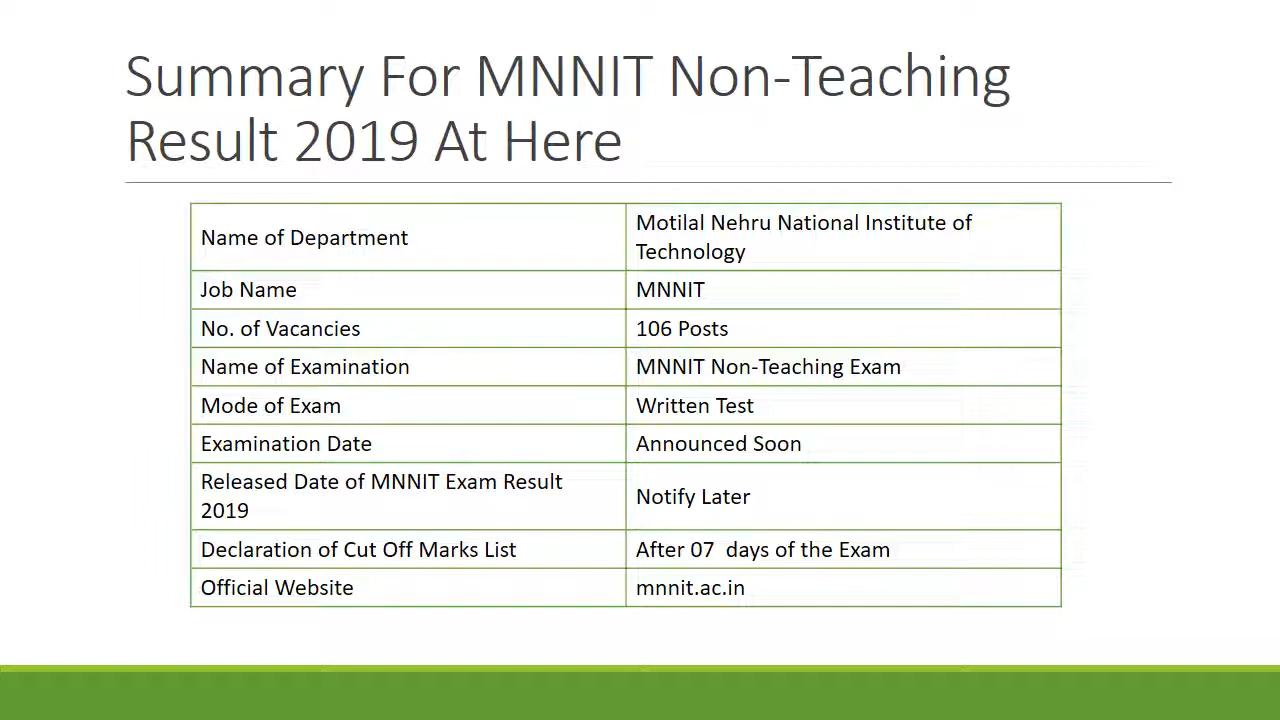 Summary For MNNIT Non-Teaching
Result 2019 At Here
Name of Department
Motilal Nehru National Institute of
Technology
Job Name
MNNIT
No. of Vacancies
106 Posts
Name of Examination
MNNIT Non-Teaching Exam
Mode of Exam
Written Test
Examination Date
Announced Soon
Released Date of MNNIT Exam Result
2019
Notify Later
Declaration of Cut Off Marks List
After 07  days of the Exam
Official Website
mnnit.ac.in